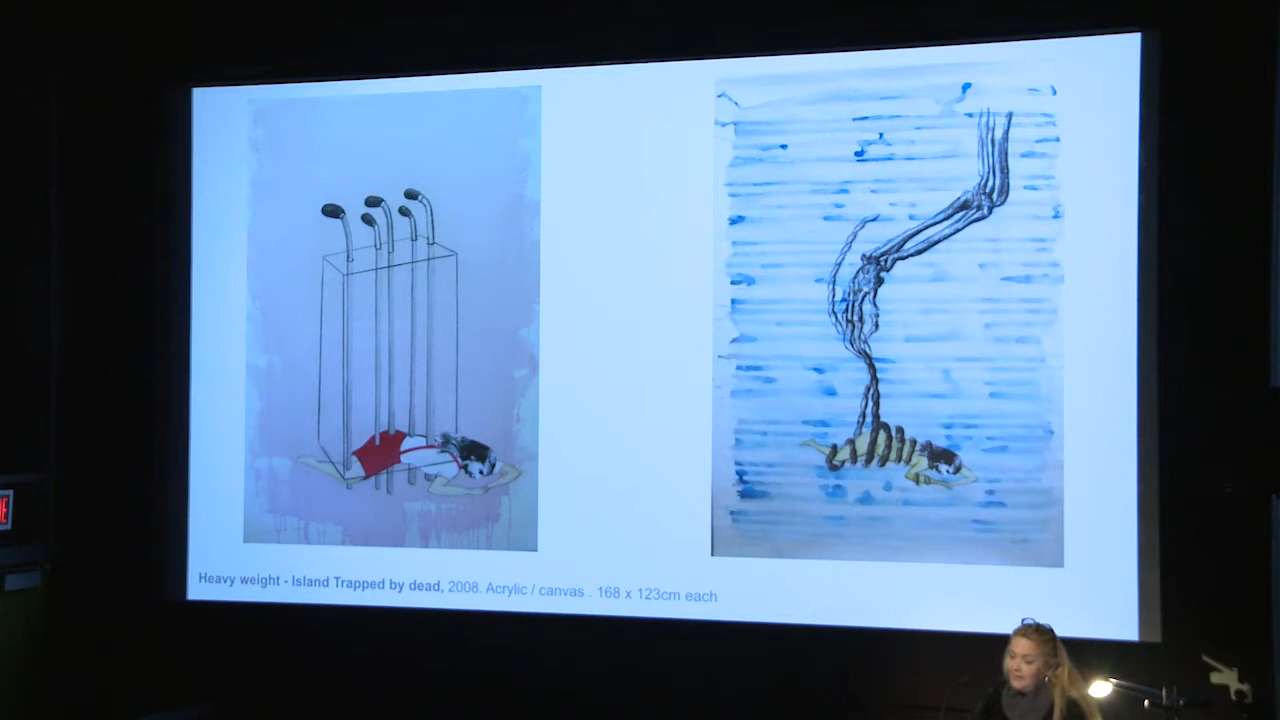 Heavy weight - Island Trapped by dead, 2008. Acrylic / canvas . 168 x 123cm each